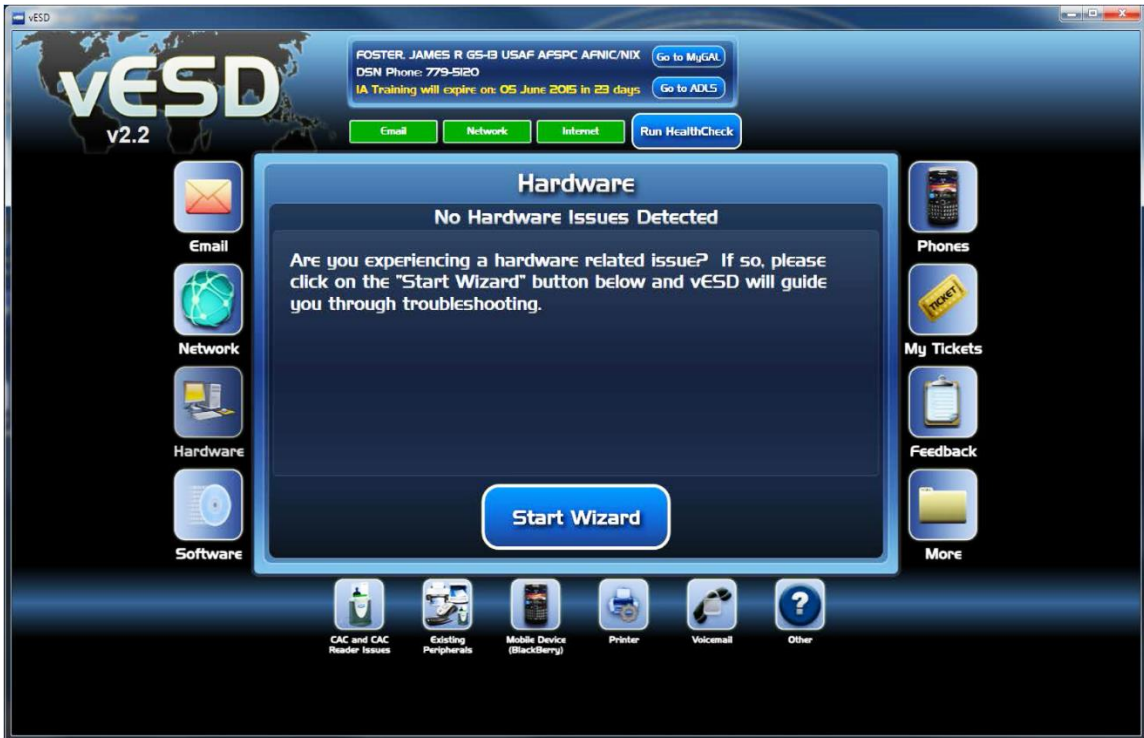 vESD
vESD
v2.2
FOSTER, JAMES R GS-13 USAF AFSPC AFNIC/NIX
Go to MyGAL
DSN Phone: 779-5120
IA Training will expire on: 05 June 2015 in 23 days
Go to ADLS
Email
Network
Internet
Run HealthCheck
Email
Network
Hardware
Software
Hardware
No Hardware Issues Detected
Are you experiencing a hardware related issue? If so, please
click on the "Start Wizard" button below and vESD will guide
you through troubleshooting.
Start Wizard
Phones
TICKET
My Tickets
Feedback
More
CAC and CAC
Reader Issues
Existing
Peripherals
Mobile Device
(BlackBerry)
Printer
Voicemail
?
Other